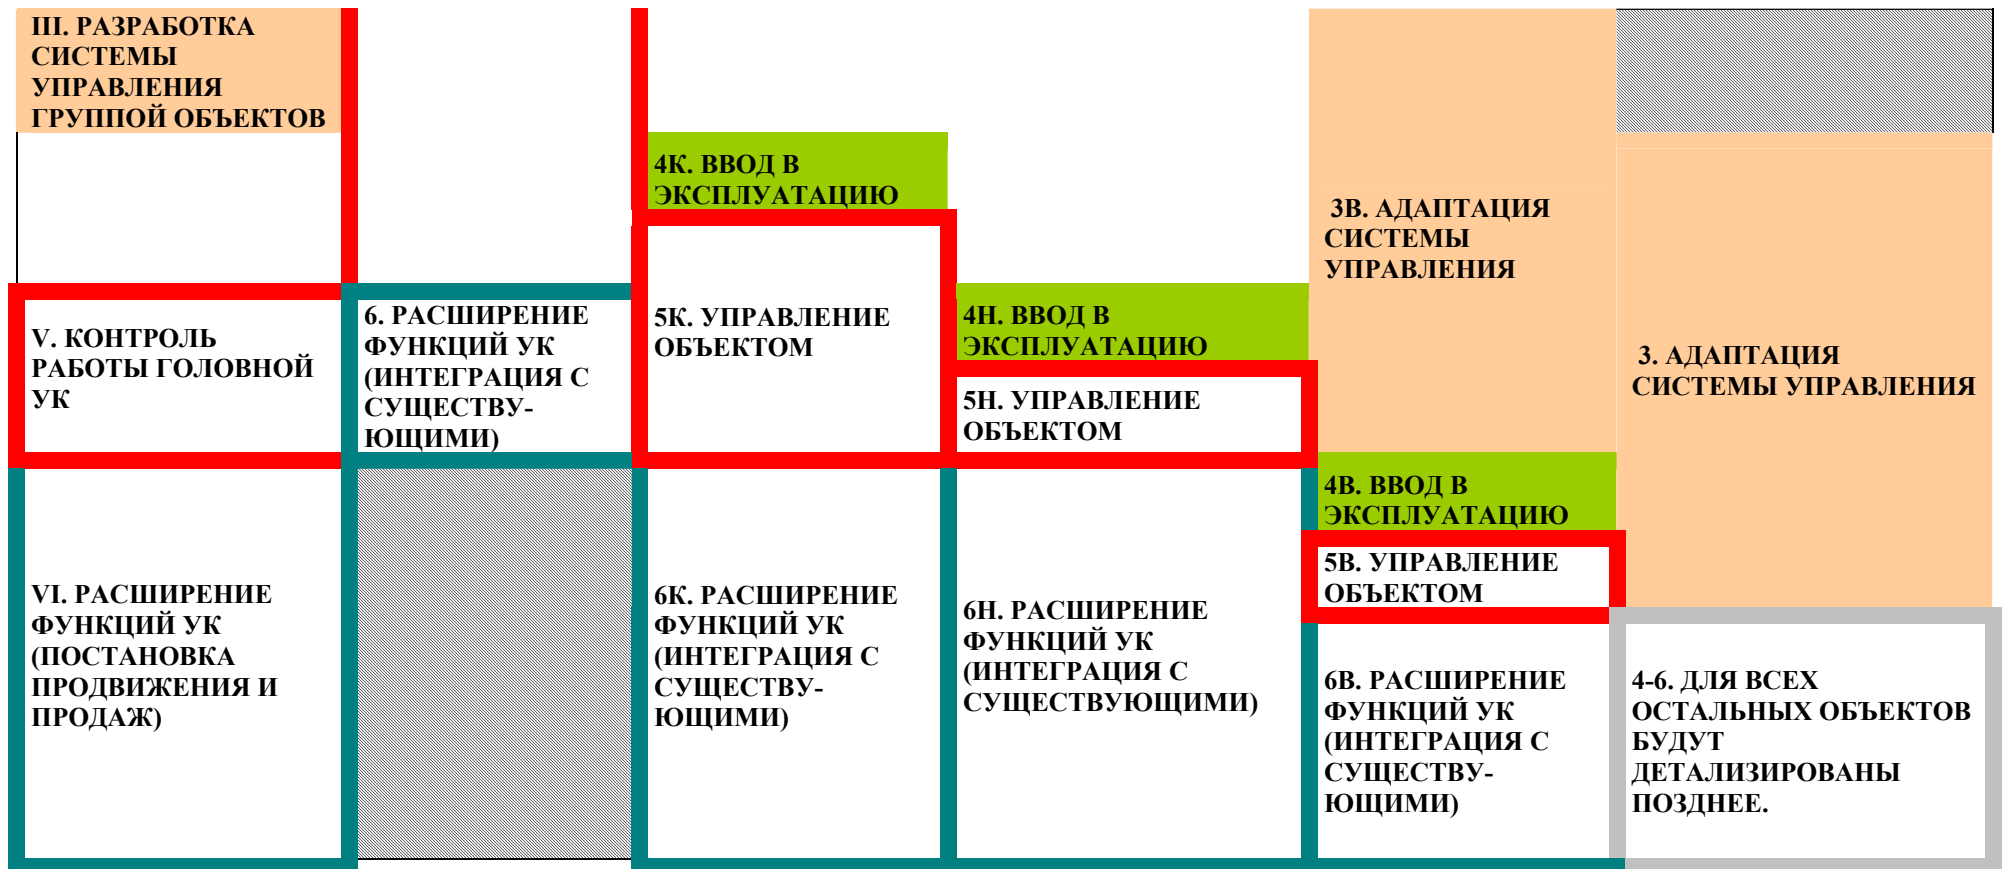 III. РАЗРАБОТКА
СИСТЕМЫ
УПРАВЛЕНИЯ
ГРУППОЙ ОБЪЕКТОВ
V. КОНТРОЛЬ
РАБОТЫ ГОЛОВНОЙ
УК
VI. РАСШИРЕНИЕ
ФУНКЦИЙ УК
(ПОСТАНОВКА
ПРОДВИЖЕНИЯ И
ПРОДАЖ)
6. РАСШИРЕНИЕ
ФУНКЦИЙ УК
(ИНТЕГРАЦИЯ С
СУЩЕСТВУ-
ЮЩИМИ)
4К. ВВОД В
ЭКСПЛУАТАЦИЮ
5К. УПРАВЛЕНИЕ
ОБЪЕКТОМ
6К. РАСШИРЕНИЕ
ФУНКЦИЙ УК
(ИНТЕГРАЦИЯ С
СУЩЕСТВУ-
ЮЩИМИ)
4Н. ВВОД В
ЭКСПЛУАТАЦИЮ
5Н. УПРАВЛЕНИЕ
ОБЪЕКТОМ
6Н. РАСШИРЕНИЕ
ФУНКЦИЙ УК
(ИНТЕГРАЦИЯ С
СУЩЕСТВУЮЩИМИ)
3В. АДАПТАЦИЯ
СИСТЕМЫ
УПРАВЛЕНИЯ
4В. ВВОД В
ЭКСПЛУАТАЦИЮ
5В. УПРАВЛЕНИЕ
ОБЪЕКТОМ
6В. РАСШИРЕНИЕ
ФУНКЦИЙ УК
(ИНТЕГРАЦИЯ С
СУЩЕСТВУ-
ЮЩИМИ)
3. АДАПТАЦИЯ
СИСТЕМЫ УПРАВЛЕНИЯ
4-6. ДЛЯ ВСЕХ
ОСТАЛЬНЫХ ОБЪЕКТОВ
БУДУТ
ДЕТАЛИЗИРОВАНЫ
ПОЗДНЕЕ.